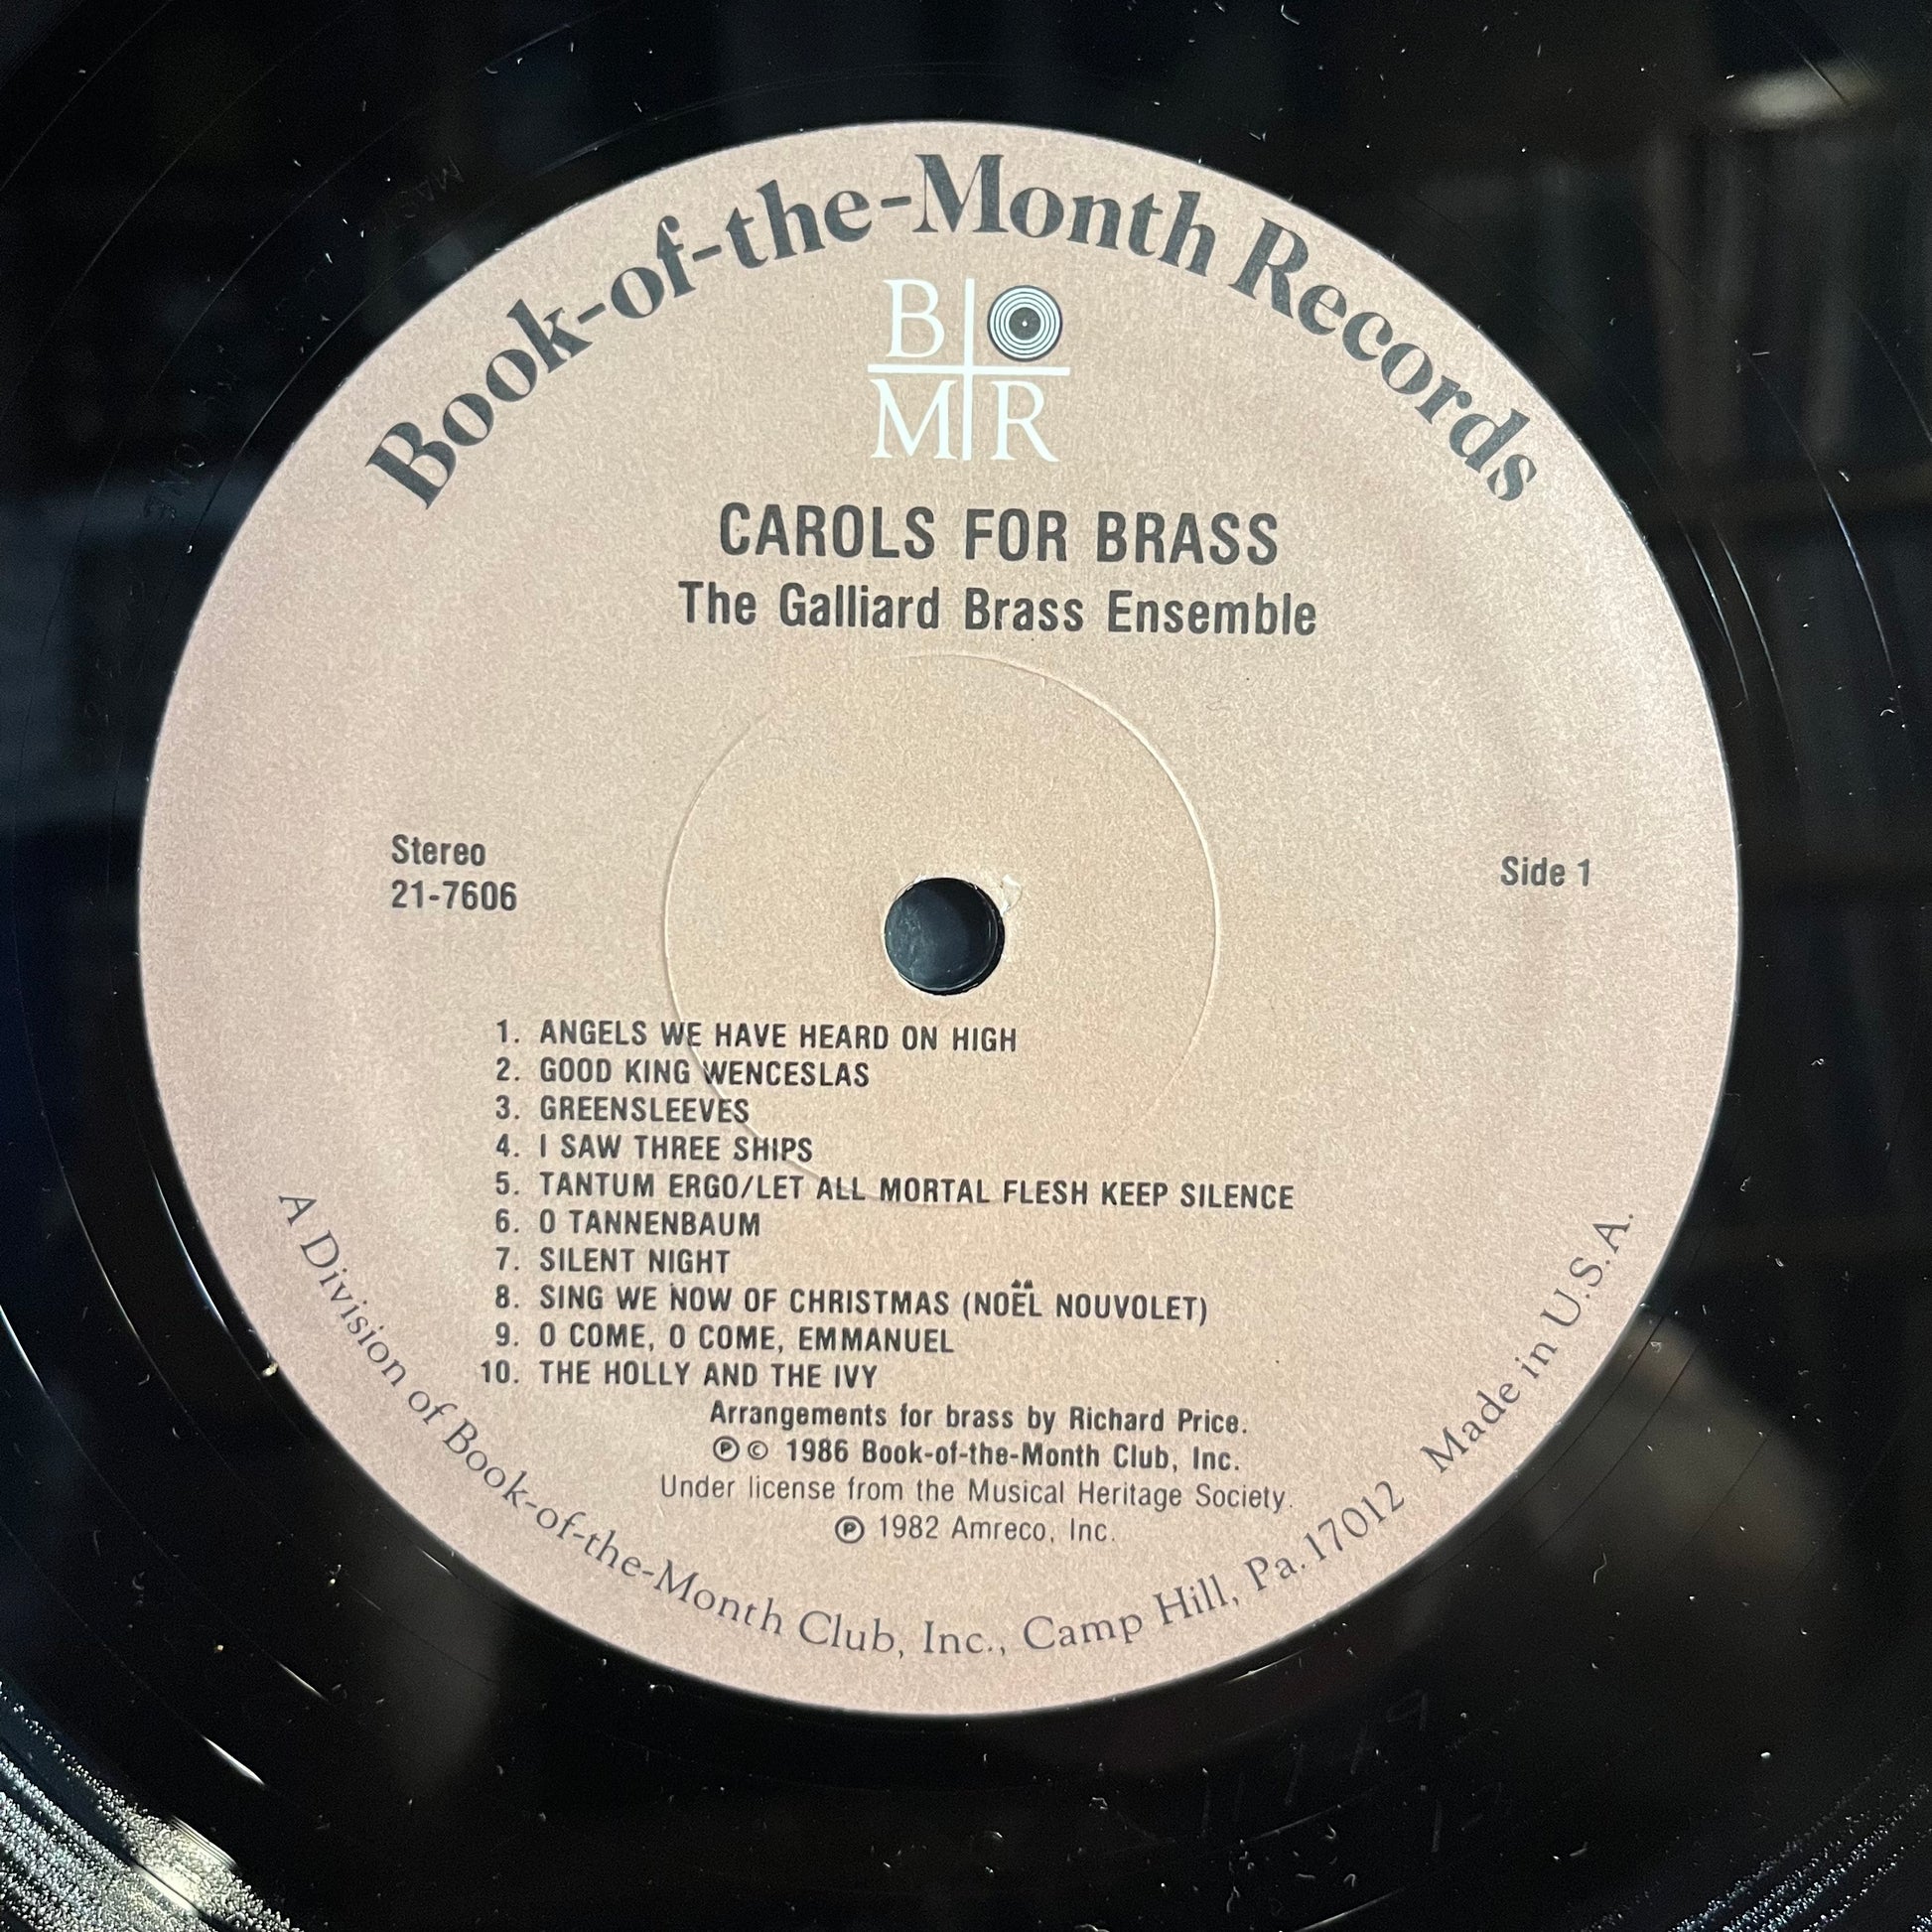 Book-of-the-Month Records
B O
M R
CAROLS FOR BRASS
The Galliard Brass Ensemble
Stereo
21-7606
Side 1
1. ANGELS WE HAVE HEARD ON HIGH
2. GOOD KING WENCESLAS
3. GREENSLEEVES
4. I SAW THREE SHIPS
5. TANTUM ERGO/LET ALL MORTAL FLESH KEEP SILENCE
6. O TANNENBAUM
7. SILENT NIGHT
8. SING WE NOW OF CHRISTMAS (NOËL NOUVOLET)
9. O COME, O COME, EMMANUEL
10. THE HOLLY AND THE IVY
Arrangements for brass by Richard Price.
℗ © 1986 Book-of-the-Month Club, Inc.
Under license from the Musical Heritage Society.
℗ 1982 Amreco, Inc.
A Division of Book-of-the-Month Club, Inc., Camp Hill, Pa. 17012 Made in U.S.A.